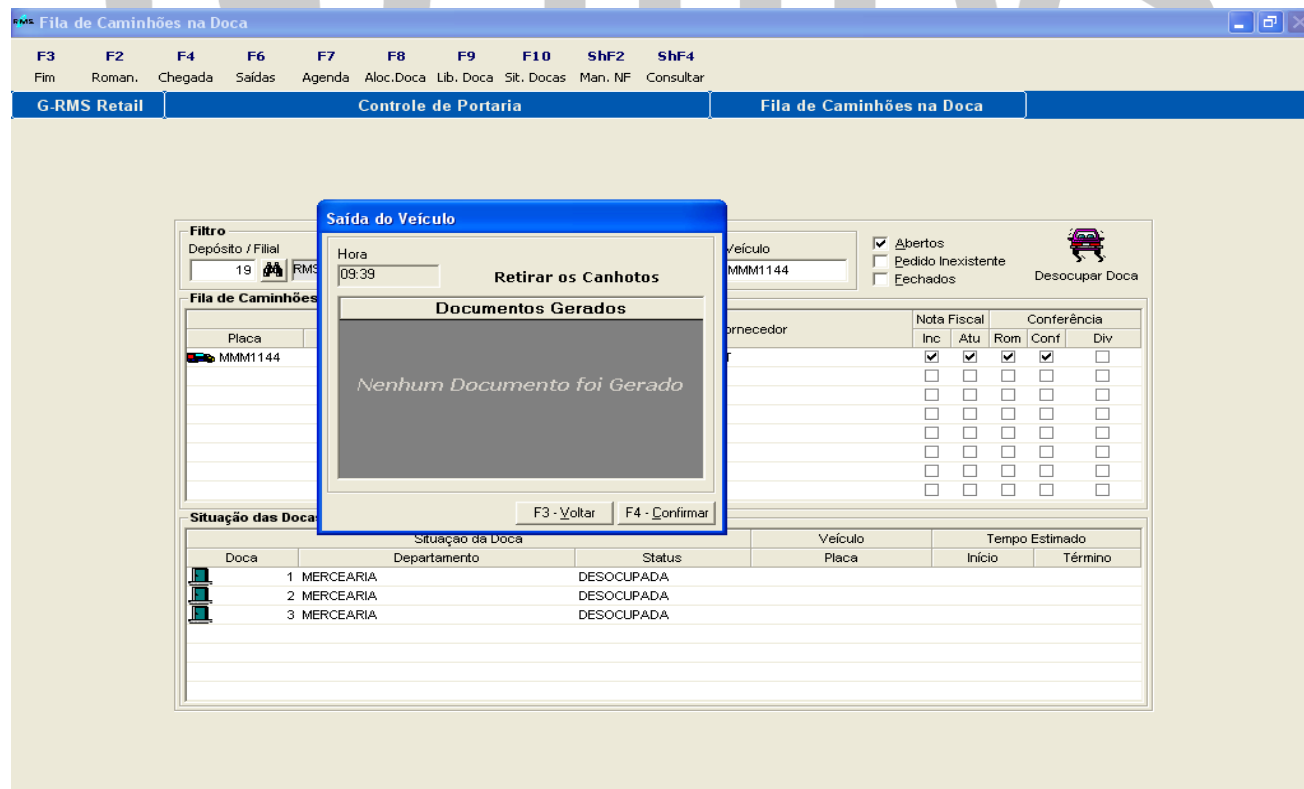 RMS Fila de Caminhões na Doca
F3 F2 F4 F6 F7 F8 F9 F10 ShF2 ShF4
Fim Roman. Chegada Saídas Agenda Aloc.Doca Lib. Doca Sit. Docas Man. NF Consultar
G-RMS Retail Controle de Portaria Fila de Caminhões na Doca
Saída do Veículo
Filtro
Depósito / Filial
19 RMS
Hora
09:39 Retirar os Canhotos
Documentos Gerados
Nenhum Documento foi Gerado
F3 - Voltar F4 - Confirmar
Veículo
MMM1144
Abertos
Pedido Inexistente
Fechados
Desocupar Doca
Fila de Caminhões
Nota Fiscal Conferência
Placa Inc Atu Rom Conf Div
MMM1144
Situação das Docas
Situação da Doca Veículo Tempo Estimado
Doca Departamento Status Placa Início Término
1 MERCEARIA DESOCUPADA
2 MERCEARIA DESOCUPADA
3 MERCEARIA DESOCUPADA